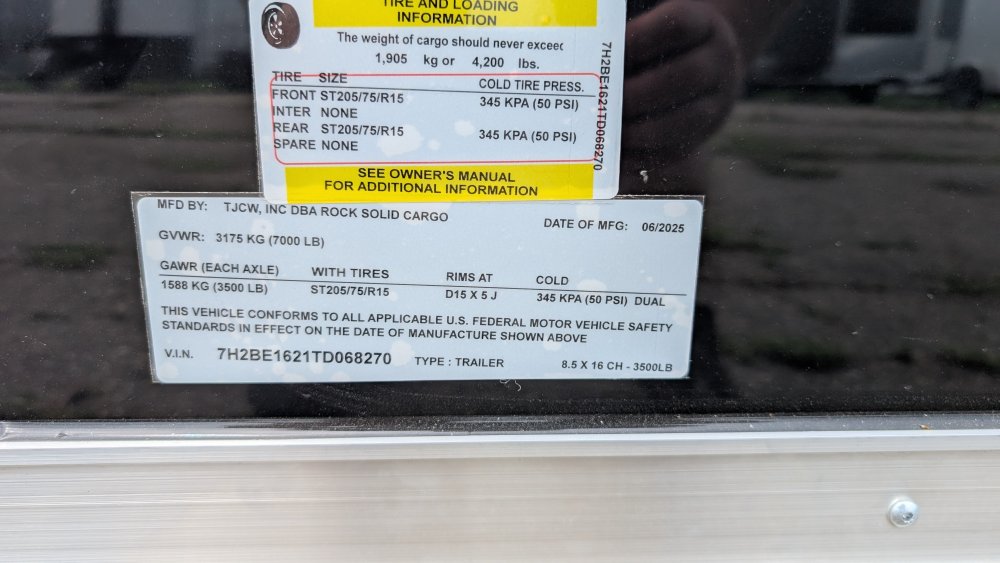 TIRE AND LOADING
INFORMATION
The weight of cargo should never exceed
1,905 kg or 4,200 lbs.
TIRE SIZE COLD TIRE PRESS.
FRONT ST205/75/R15 345 KPA (50 PSI)
INTER NONE
REAR ST205/75/R15 345 KPA (50 PSI)
SPARE NONE
7H2BE1621TD068270
SEE OWNER'S MANUAL
FOR ADDITIONAL INFORMATION
MFD BY: TJCW, INC DBA ROCK SOLID CARGO
DATE OF MFG: 06/2025
GVWR: 3175 KG (7000 LB)
GAWR (EACH AXLE) WITH TIRES RIMS AT COLD
1588 KG (3500 LB) ST205/75/R15 D15 X 5 J 345 KPA (50 PSI) DUAL
THIS VEHICLE CONFORMS TO ALL APPLICABLE U.S. FEDERAL MOTOR VEHICLE SAFETY
STANDARDS IN EFFECT ON THE DATE OF MANUFACTURE SHOWN ABOVE
V.I.N. 7H2BE1621TD068270 TYPE : TRAILER 8.5 X 16 CH - 3500LB